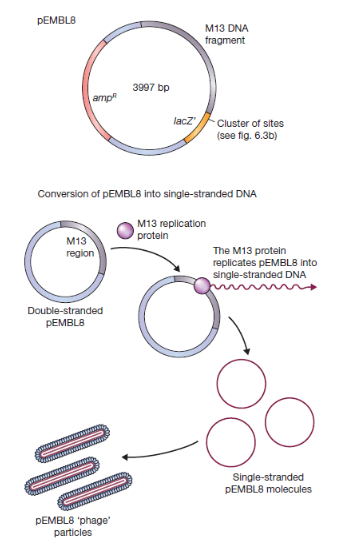 pEMBL8
M13 DNA
fragment
3997 bp
ampR
lacZ'
Cluster of sites
(see fig. 6.3b)
Conversion of pEMBL8 into single-stranded DNA
M13 replication
protein
M13
region
The M13 protein
replicates pEMBL8 into
single-stranded DNA
Double-stranded
pEMBL8
Single-stranded
pEMBL8 molecules
pEMBL8 ‘phage’
particles